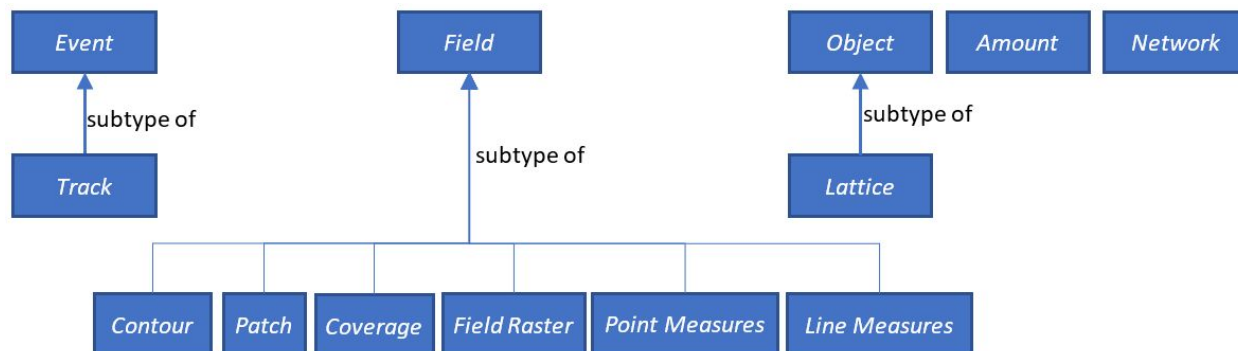 Event
Field
Object
Amount
Network
subtype of
subtype of
subtype of
Track
Lattice
Contour
Patch
Coverage
Field Raster
Point Measures
Line Measures